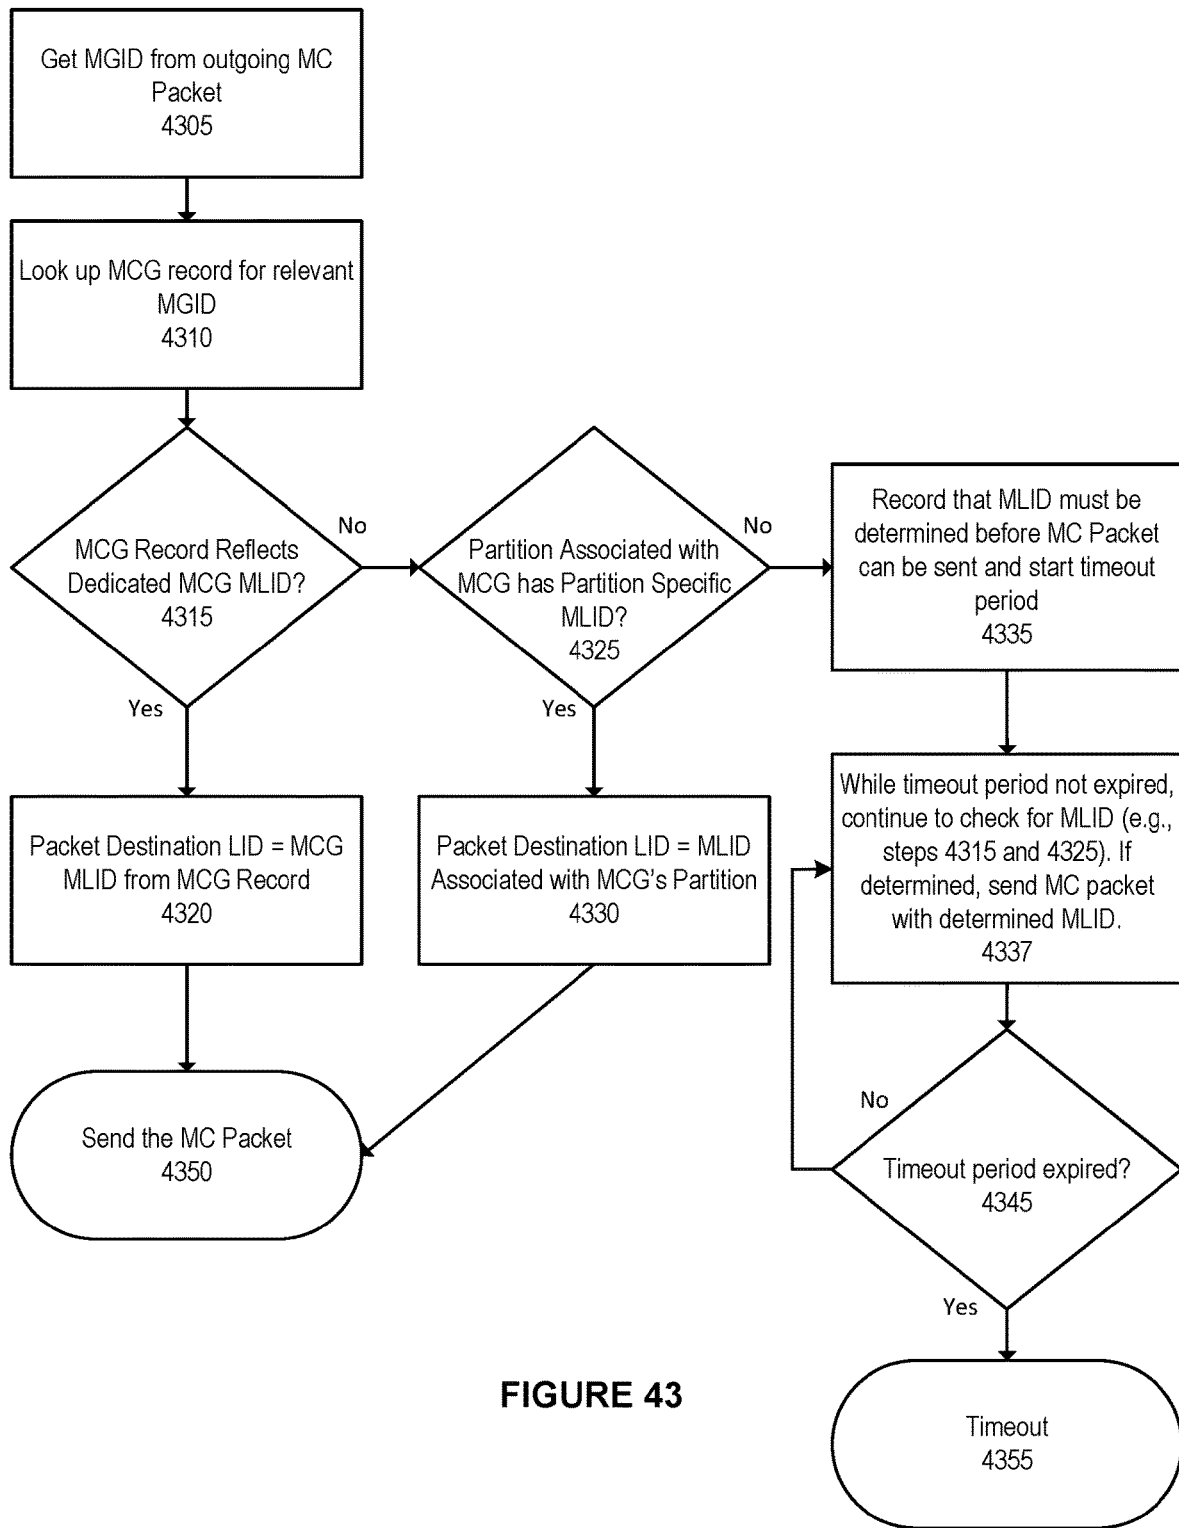 Get MGID from outgoing MC
Packet
4305
Look up MCG record for relevant
MGID
4310
MCG Record Reflects
Dedicated MCG MLID?
4315
No
Yes
Partition Associated with
MCG has Partition Specific
MLID?
4325
No
Yes
Record that MLID must be
determined before MC Packet
can be sent and start timeout
period
4335
Packet Destination LID = MCG
MLID from MCG Record
4320
Packet Destination LID = MLID
Associated with MCG's Partition
4330
While timeout period not expired,
continue to check for MLID (e.g.,
steps 4315 and 4325). If
determined, send MC packet
with determined MLID.
4337
Send the MC Packet
4350
No
Timeout period expired?
4345
Yes
Timeout
4355
FIGURE 43